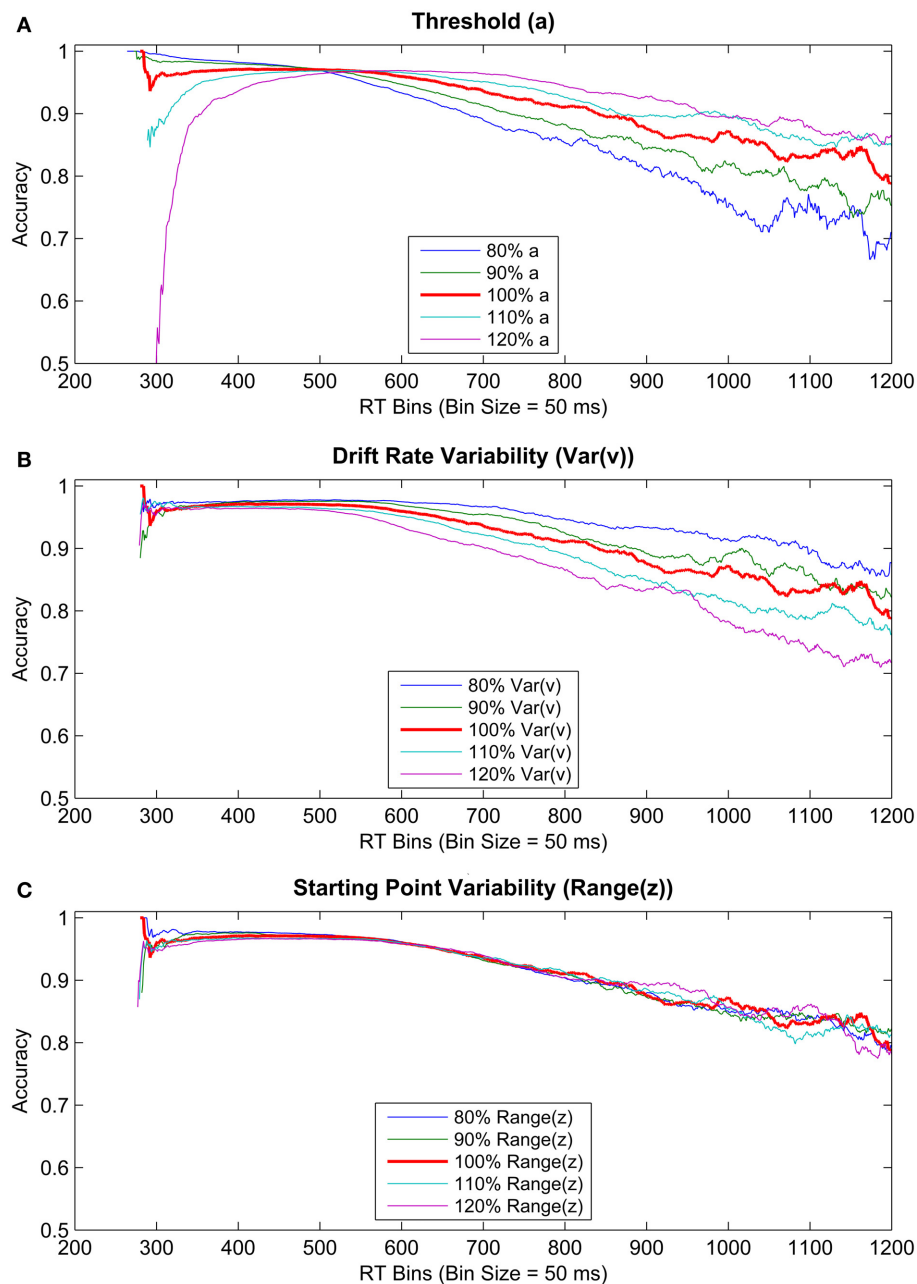 A
Threshold (a)
1
0.9
0.8
0.7
0.6
0.5
Accuracy
80% a
90% a
100% a
110% a
120% a
200 300 400 500 600 700 800 900 1000 1100 1200
RT Bins (Bin Size = 50 ms)
B
Drift Rate Variability (Var(v))
1
0.9
0.8
0.7
0.6
0.5
Accuracy
80% Var(v)
90% Var(v)
100% Var(v)
110% Var(v)
120% Var(v)
200 300 400 500 600 700 800 900 1000 1100 1200
RT Bins (Bin Size = 50 ms)
C
Starting Point Variability (Range(z))
1
0.9
0.8
0.7
0.6
0.5
Accuracy
80% Range(z)
90% Range(z)
100% Range(z)
110% Range(z)
120% Range(z)
200 300 400 500 600 700 800 900 1000 1100 1200
RT Bins (Bin Size = 50 ms)